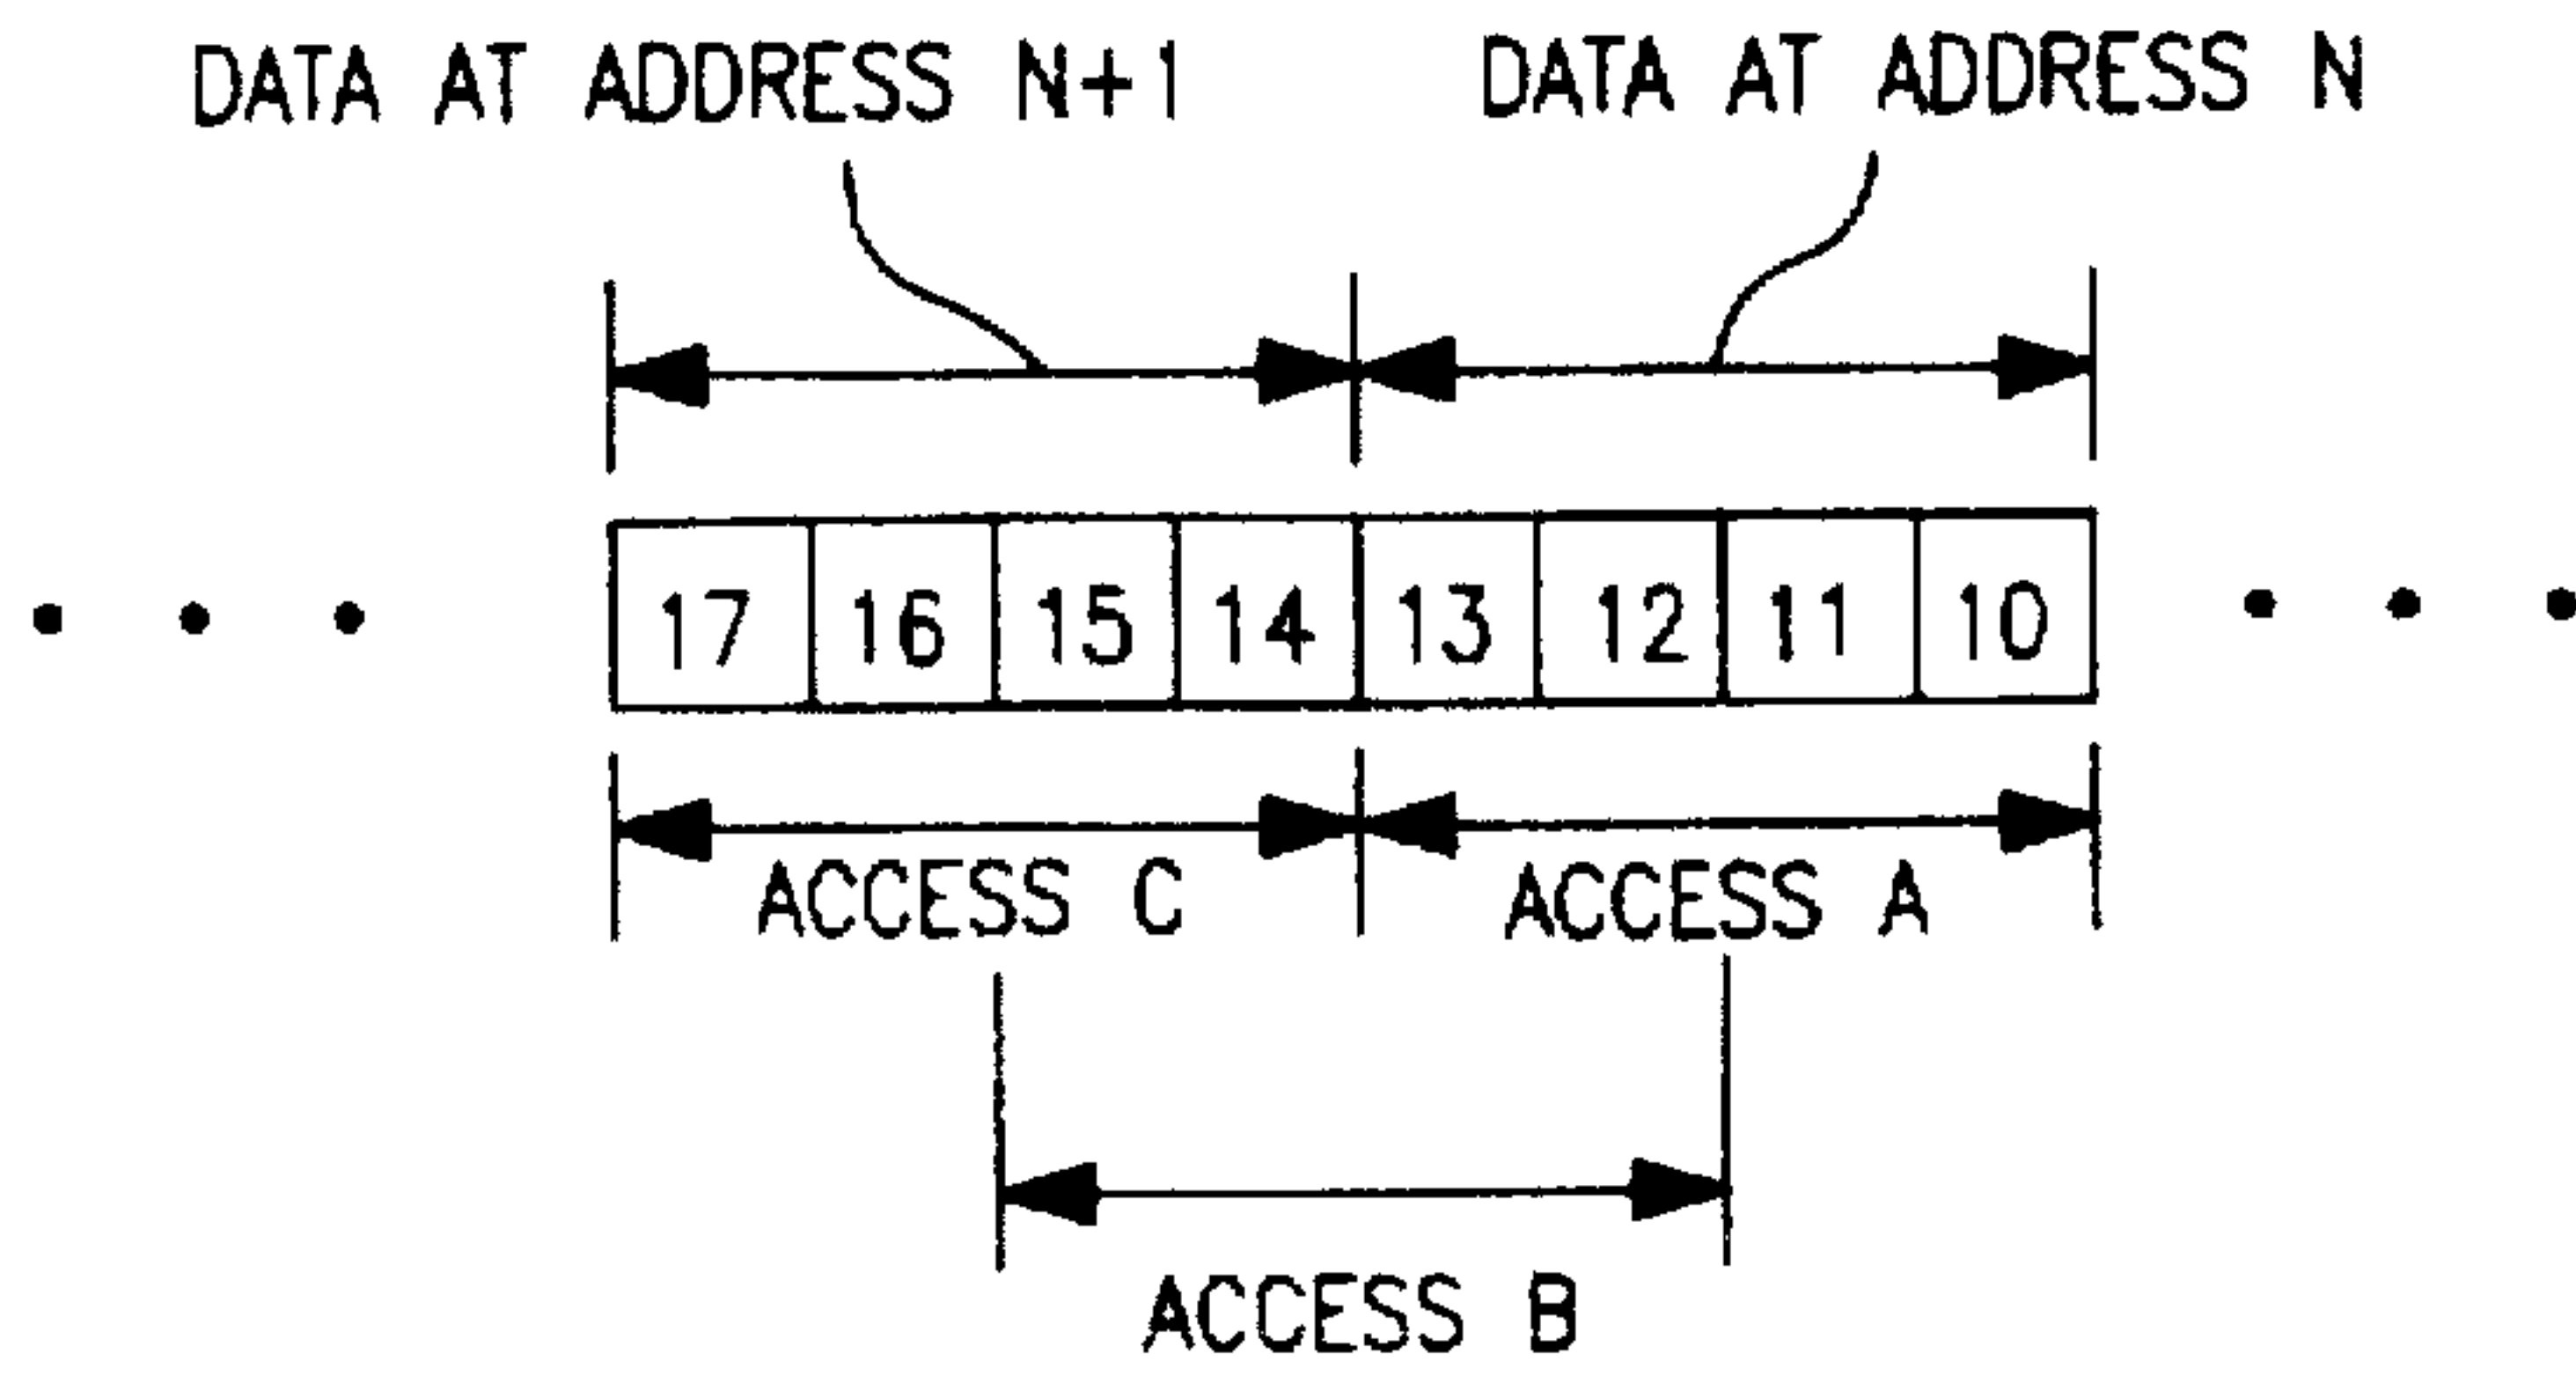 DATA AT ADDRESS N+1 DATA AT ADDRESS N
17 16 15 14 13 12 11 10
ACCESS C ACCESS A
ACCESS B